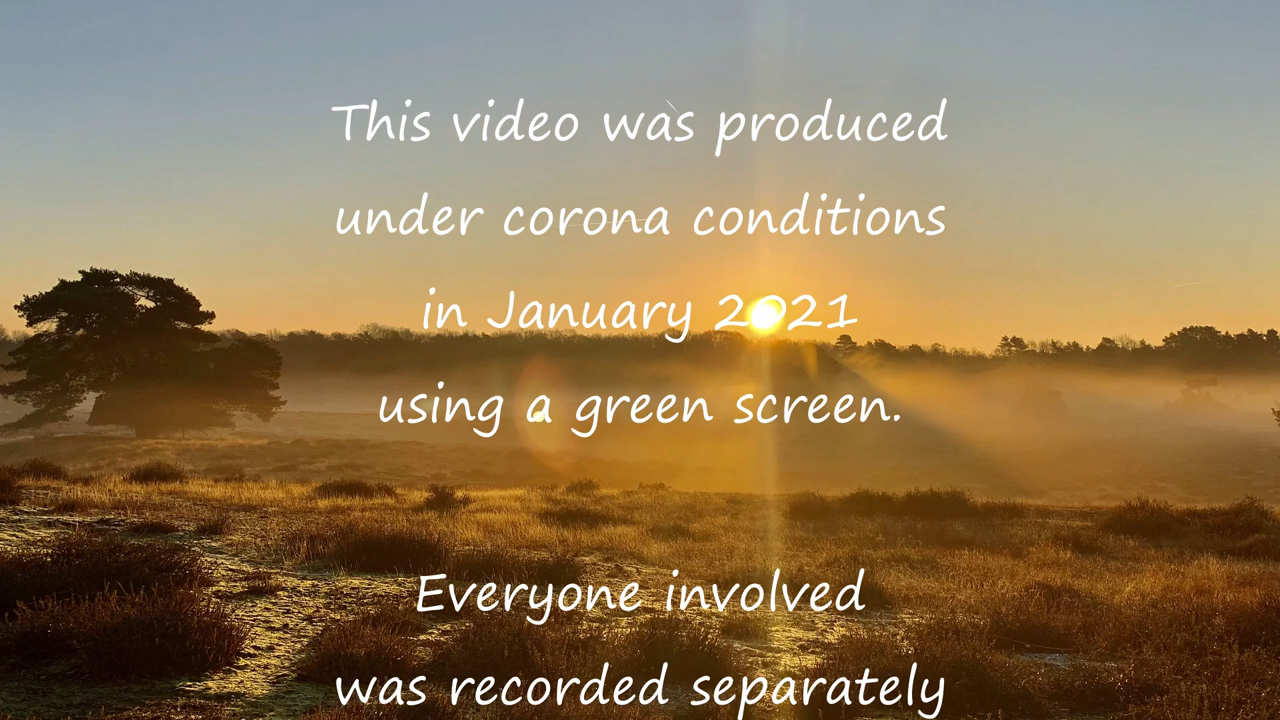 This video was produced
under corona conditions
in January 2021
using a green screen.
Everyone involved
was recorded separately